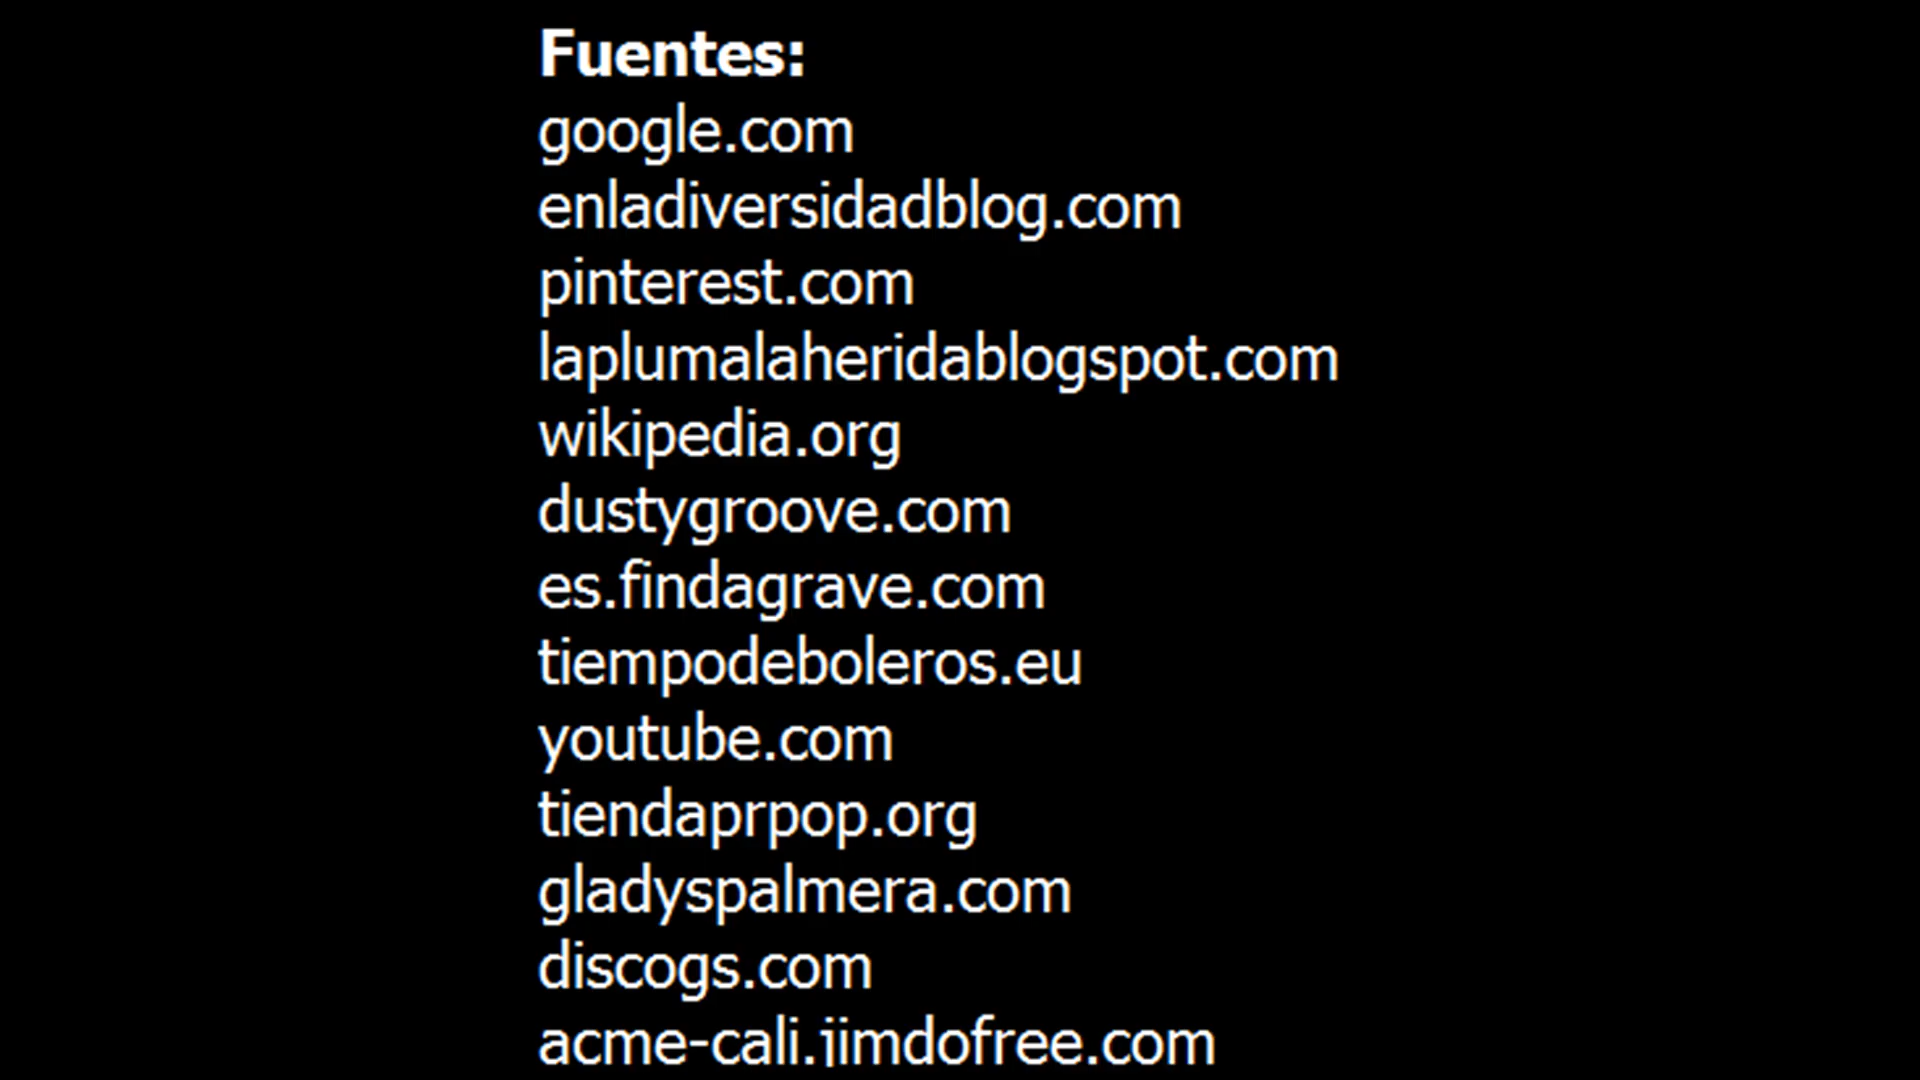 Fuentes:
google.com
enladiversidadblog.com
pinterest.com
laplumalaheridablogspot.com
wikipedia.org
dustygroove.com
es.findagrave.com
tiempodeboleros.eu
youtube.com
tiendaprpop.org
gladyspalmera.com
discogs.com
acme-cali.jimdofree.com